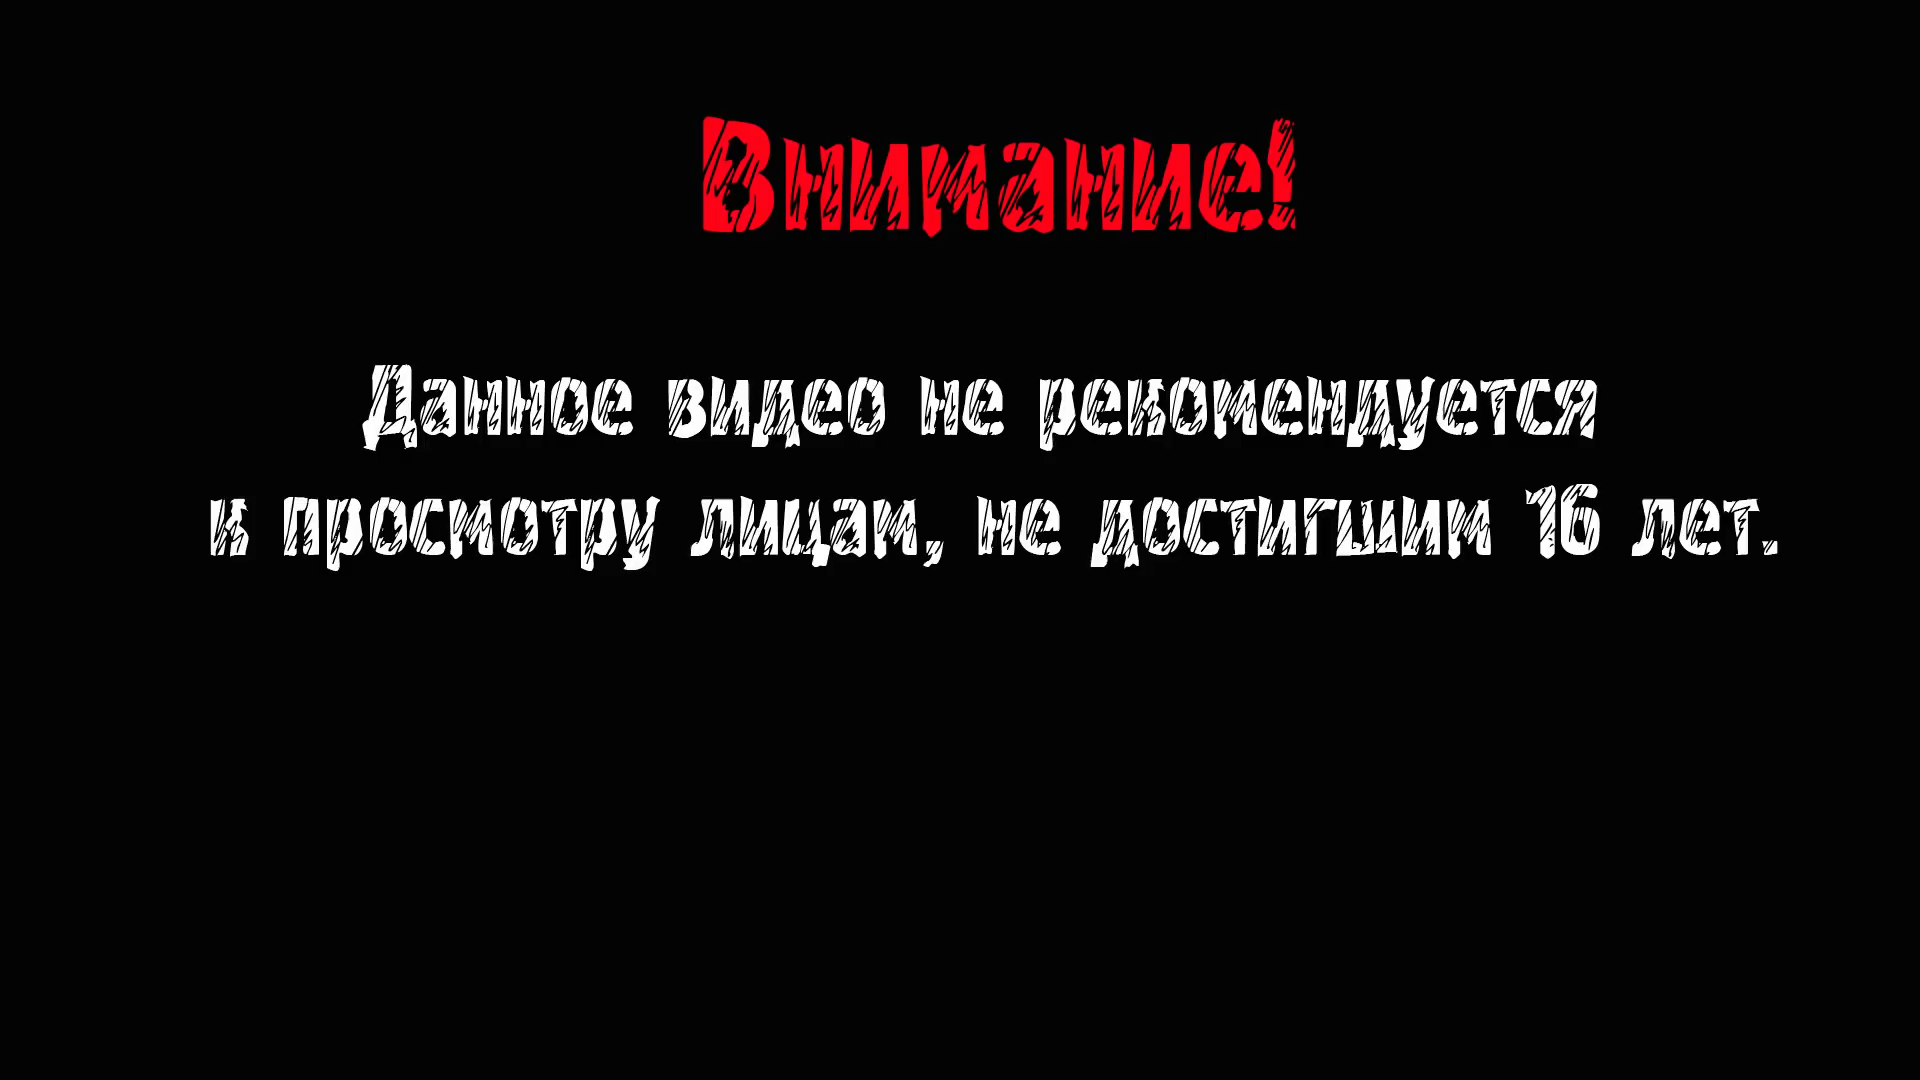 Внимание!
Данное видео не рекомендуется
к просмотру лицам, не достигшим 16 лет.